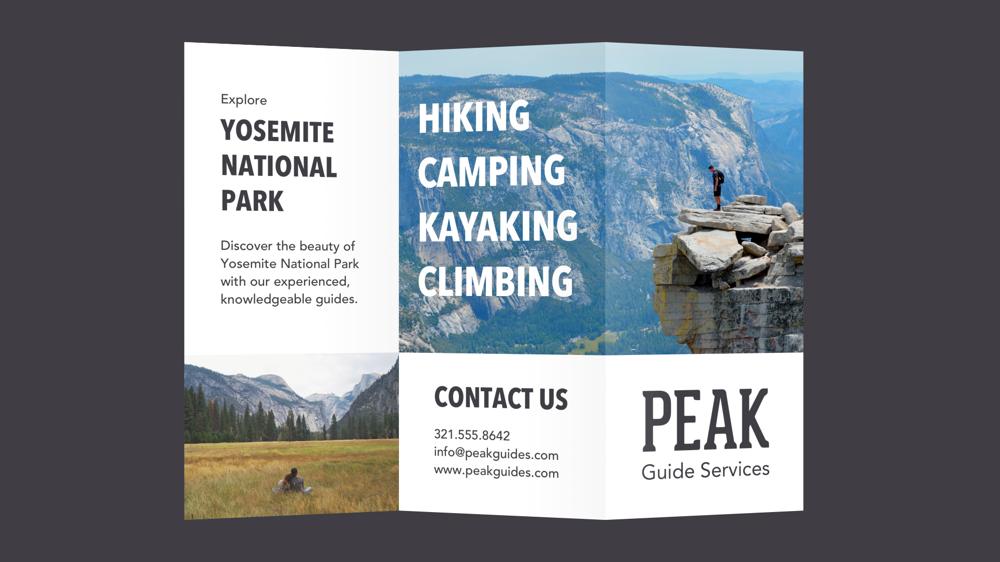 Explore
YOSEMITE
NATIONAL
PARK
Discover the beauty of
Yosemite National Park
with our experienced,
knowledgeable guides.
HIKING
CAMPING
KAYAKING
CLIMBING
CONTACT US
321.555.8642
info@peakguides.com
www.peakguides.com
PEAK
Guide Services